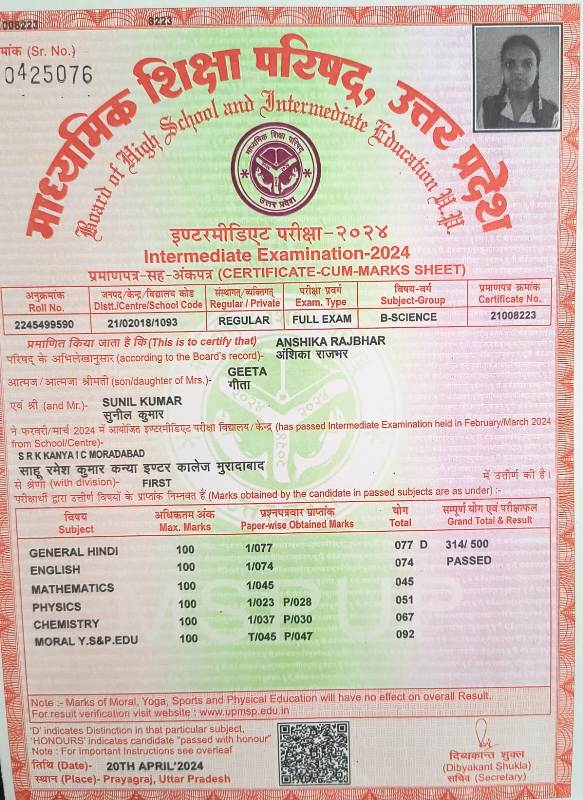 008223 8223
मांक (Sr. No.)
0425076
माध्यमिक शिक्षा परिषद्, उत्तर प्रदेश
Board of High School and Intermediate Education U.P
माध्यमिक शिक्षा परिषद्
उत्तर प्रदेश
इण्टरमीडिएट परीक्षा-२०२४
Intermediate Examination-2024
प्रमाणपत्र-सह-अंकपत्र (CERTIFICATE-CUM-MARKS SHEET)
अनुक्रमांक जनपद/केन्द्र/विद्यालय कोड संस्थागत/व्यक्तिगत परीक्षा प्रवर्ग विषय-वर्ग प्रमाणपत्र क्रमांक
Roll No. Distt./Centre/School Code Regular / Private Exam. Type Subject-Group Certificate No.
2245499590 21/02018/1093 REGULAR FULL EXAM B-SCIENCE 21008223
प्रमाणित किया जाता है कि (This is to certify that) ANSHIKA RAJBHAR
परिषद् के अभिलेखानुसार (according to the Board's record)- अंशिका राजभर
आत्मज / आत्मजा श्रीमती (son/daughter of Mrs.)- GEETA
गीता
एवं श्री (and Mr.)- SUNIL KUMAR
सुनील कुमार
ने फरवरी/मार्च 2024 में आयोजित इण्टरमीडिएट परीक्षा विद्यालय/केन्द्र (has passed Intermediate Examination held in February/March 2024
from School/Centre)-
S R K KANYA I C MORADABAD
साहू रमेश कुमार कन्या इण्टर कालेज मुरादाबाद
से श्रेणी (with division)- FIRST में उत्तीर्ण की है।
परीक्षार्थी द्वारा उत्तीर्ण विषयों के प्राप्तांक निम्नवत हैं (Marks obtained by the candidate in passed subjects are as under) :-
विषय अधिकतम अंक प्रश्नपत्रवार प्राप्तांक योग सम्पूर्ण योग एवं परीक्षाफल
Subject Max. Marks Paper-wise Obtained Marks Total Grand Total & Result
GENERAL HINDI 100 1/077 077 D 314/ 500
ENGLISH 100 1/074 074 PASSED
MATHEMATICS 100 1/045 045
PHYSICS 100 1/023 P/028 051
CHEMISTRY 100 1/037 P/030 067
MORAL Y.S&P.EDU 100 T/045 P/047 092
Note :- Marks of Moral, Yoga, Sports and Physical Education will have no effect on overall Result.
For result verification visit website : www.upmsp.edu.in
'D' indicates Distinction in that particular subject,
'HONOURS' indicates candidate "passed with honour"
Note : For Important Instructions see overleaf
तिथि (Date)- 20TH APRIL'2024
स्थान (Place)- Prayagraj, Uttar Pradesh
दिब्यकान्त शुक्ल
(Dibyakant Shukla)
सचिव (Secretary)